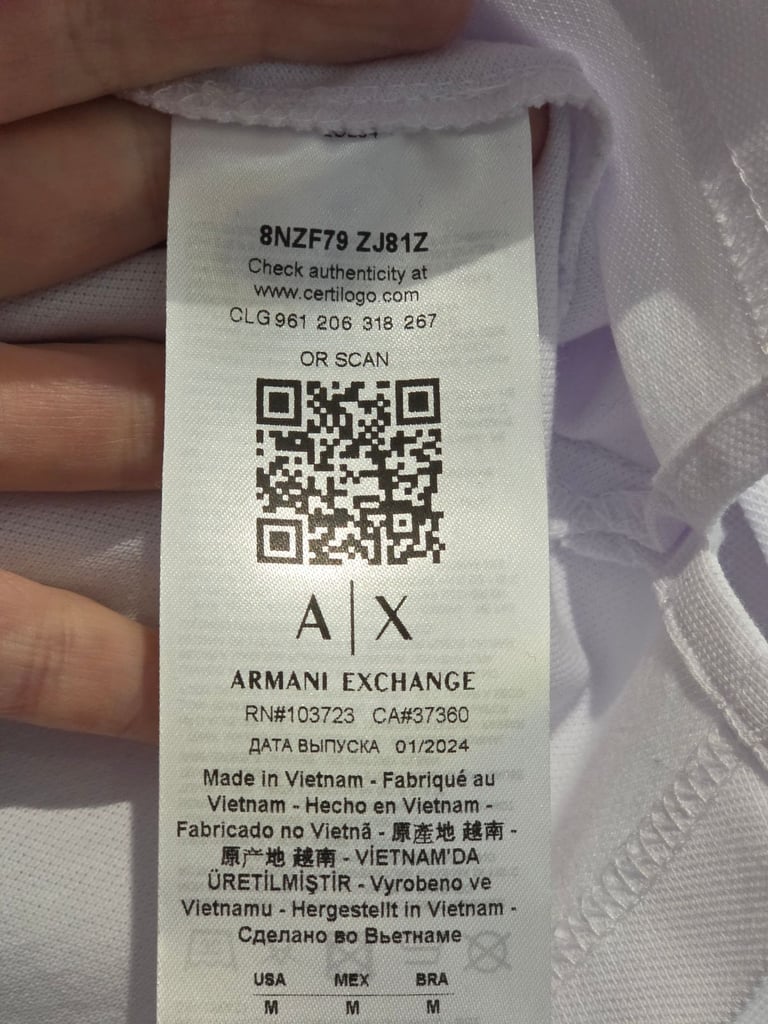 8NZF79 ZJ81Z
Check authenticity at
www.certilogo.com
CLG 961 206 318 267
OR SCAN
A|X
ARMANI EXCHANGE
RN#103723 CA#37360
ДАТА ВЫПУСКА 01/2024
Made in Vietnam - Fabriqué au
Vietnam - Hecho en Vietnam -
Fabricado no Vietnã - 原產地 越南 -
原产地 越南 - VİETNAM'DA
ÜRETİLMİŞTİR - Vyrobeno ve
Vietnamu - Hergestellt in Vietnam -
Сделано во Вьетнаме
USA MEX BRA
M M M